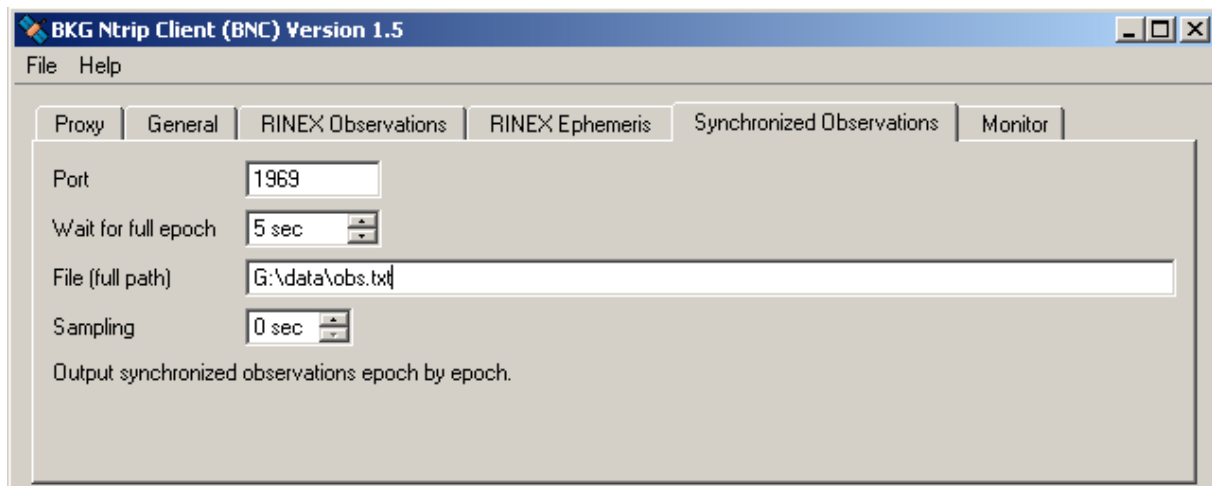 BKG Ntrip Client (BNC) Version 1.5
File Help
Proxy General RINEX Observations RINEX Ephemeris Synchronized Observations Monitor
Port 1969
Wait for full epoch 5 sec
File (full path) G:\data\obs.txt
Sampling 0 sec
Output synchronized observations epoch by epoch.